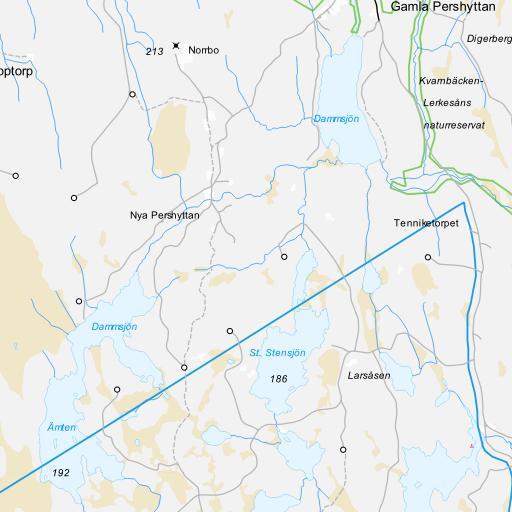 Gamla Pershyttan
Digerberg
213
Norrbo
optorp
Kvarnbäcken-
Lerkesåns
naturreservat
Dammsjön
Nya Pershyttan
Tenniketorpet
Dammsjön
St. Stensjön
186
Larsåsen
Ämten
192